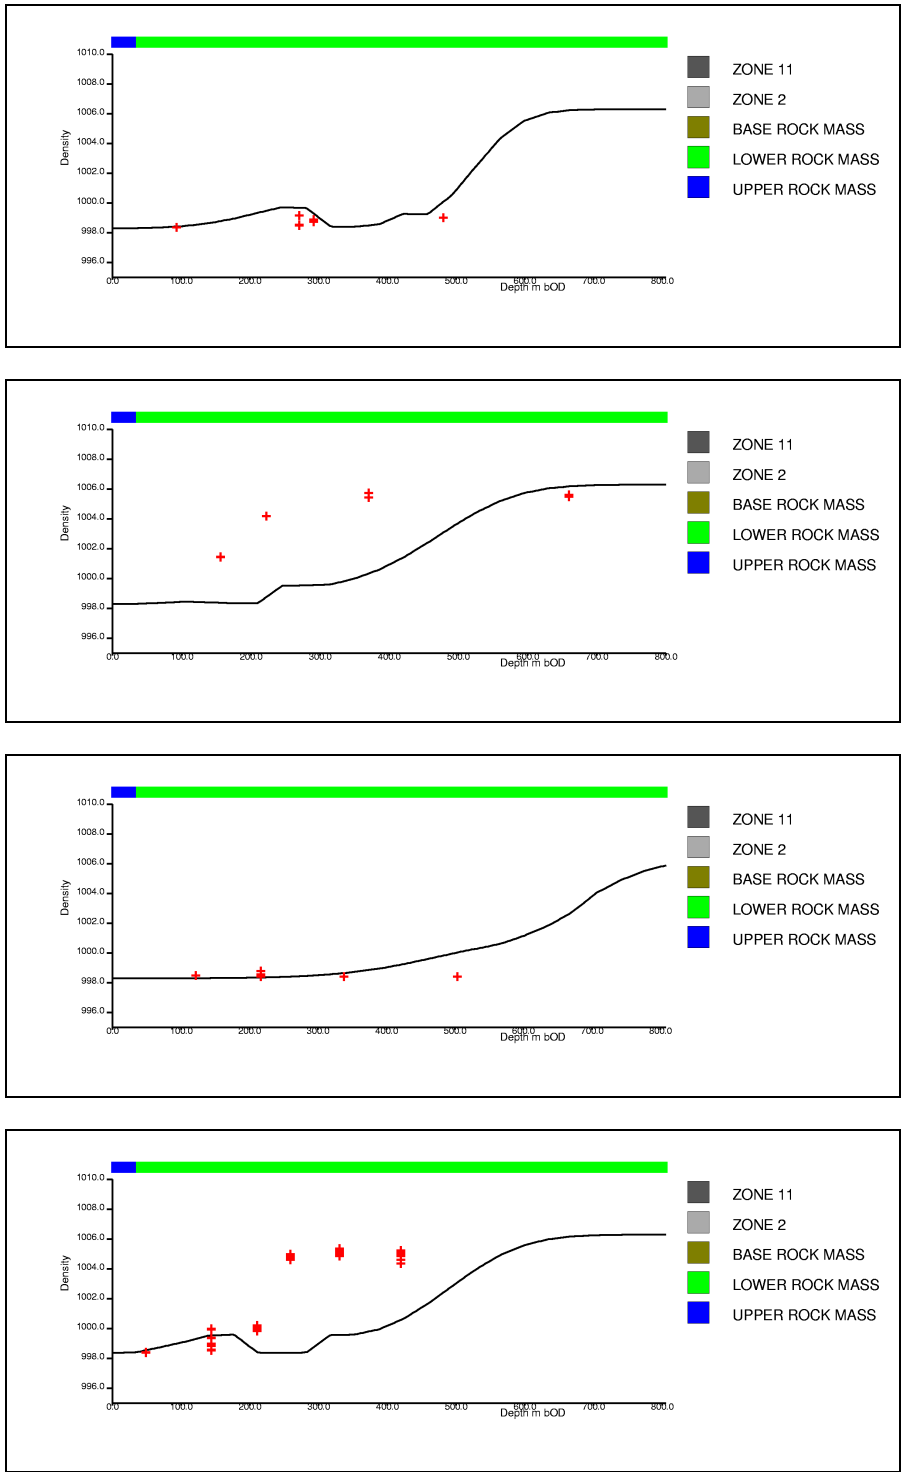 1010.0
1008.0
1006.0
1004.0
1002.0
1000.0
998.0
996.0
Density
0.0 100.0 200.0 300.0 400.0 500.0 600.0 700.0 800.0
Depth m bOD
ZONE 11
ZONE 2
BASE ROCK MASS
LOWER ROCK MASS
UPPER ROCK MASS
1010.0
1008.0
1006.0
1004.0
1002.0
1000.0
998.0
996.0
Density
0.0 100.0 200.0 300.0 400.0 500.0 600.0 700.0 800.0
Depth m bOD
ZONE 11
ZONE 2
BASE ROCK MASS
LOWER ROCK MASS
UPPER ROCK MASS
1010.0
1008.0
1006.0
1004.0
1002.0
1000.0
998.0
996.0
Density
0.0 100.0 200.0 300.0 400.0 500.0 600.0 700.0 800.0
Depth m bOD
ZONE 11
ZONE 2
BASE ROCK MASS
LOWER ROCK MASS
UPPER ROCK MASS
1010.0
1008.0
1006.0
1004.0
1002.0
1000.0
998.0
996.0
Density
0.0 100.0 200.0 300.0 400.0 500.0 600.0 700.0 800.0
Depth m bOD
ZONE 11
ZONE 2
BASE ROCK MASS
LOWER ROCK MASS
UPPER ROCK MASS